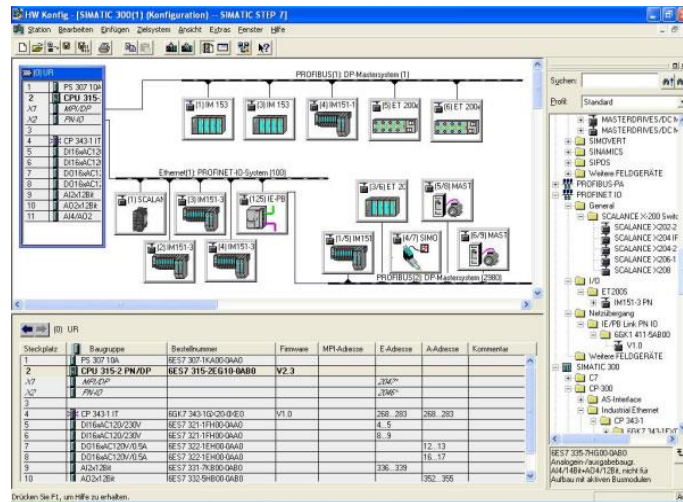 HW Konfig - [SIMATIC 300(1) (Konfiguration) -- SIMATIC STEP 7]
Station Bearbeiten Einfügen Zielsystem Ansicht Extras Fenster Hilfe
(0) UR
1 PS 307 10A
2 CPU 315-
X1 MPI/DP
X2 PN-IO
3
4 CP 343-1 IT
5 DI16xAC12
6 DI16xAC12
7 DO16xAC1
8 DO16xAC1
9 AI2x12Bit
10 AO2x12Bit
11 AI4/AO2
PROFIBUS(1): DP-Mastersystem (1)
(1) IM 153
(3) IM 153
(4) IM151-1
(5) ET 200
(6) ET 200
Ethernet(1): PROFINET-IO-System (100)
(1) SCALAN
(3) IM151-3
(125) IE-PB
(2) IM151-3
(4) IM151-3
(3/6) ET 20
(5/8) MAST
(1/5) IM151
(4/7) SIMO
(6/9) MAST
PROFIBUS(2): DP-Mastersystem (2980)
Suchen:
Profil: Standard
MASTERDRIVES/DC M
MASTERDRIVES/DC M
SIMOVERT
SINAMICS
SIPOS
Weitere FELDGERÄTE
PROFIBUS-PA
PROFINET IO
General
SCALANCE X-200 Switc
SCALANCE X202-2
SCALANCE X204 IF
SCALANCE X204-2
SCALANCE X206-1
SCALANCE X208
I/O
ET200S
IM151-3 PN
Netzübergang
IE/PB Link PN IO
6GK1 411-5AB00
V1.0
Weitere FELDGERÄTE
SIMATIC 300
C7
CP-300
AS-Interface
Industrial Ethernet
CP 343-1
6GK7 343-1EX
6ES7 335-7HG00-0AB0
Analogein-/ausgabebaugr.
AI4/14Bit+AO4/12Bit, nicht für
Aufbau mit aktiven Busmodulen
(0) UR
Steckplatz Baugruppe Bestellnummer Firmware MPI-Adresse E-Adresse A-Adresse Kommentar
1 PS 307 10A 6ES7 307-1KA00-0AA0
2 CPU 315-2 PN/DP 6ES7 315-2EG10-0AB0 V2.3
X1 MPI/DP 2047*
X2 PN-IO 2046*
3
4 CP 343-1 IT 6GK7 343-1GX20-0XE0 V1.0 268...283 268...283
5 DI16xAC120/230V 6ES7 321-1FH00-0AA0 4...5
6 DI16xAC120/230V 6ES7 321-1FH00-0AA0 8...9
7 DO16xAC120V/0.5A 6ES7 322-1EH00-0AA0 12...13
8 DO16xAC120V/0.5A 6ES7 322-1EH00-0AA0 16...17
9 AI2x12Bit 6ES7 331-7KB00-0AB0 336...339
10 AO2x12Bit 6ES7 332-5HB00-0AB0 352...355
Drücken Sie F1, um Hilfe zu erhalten.